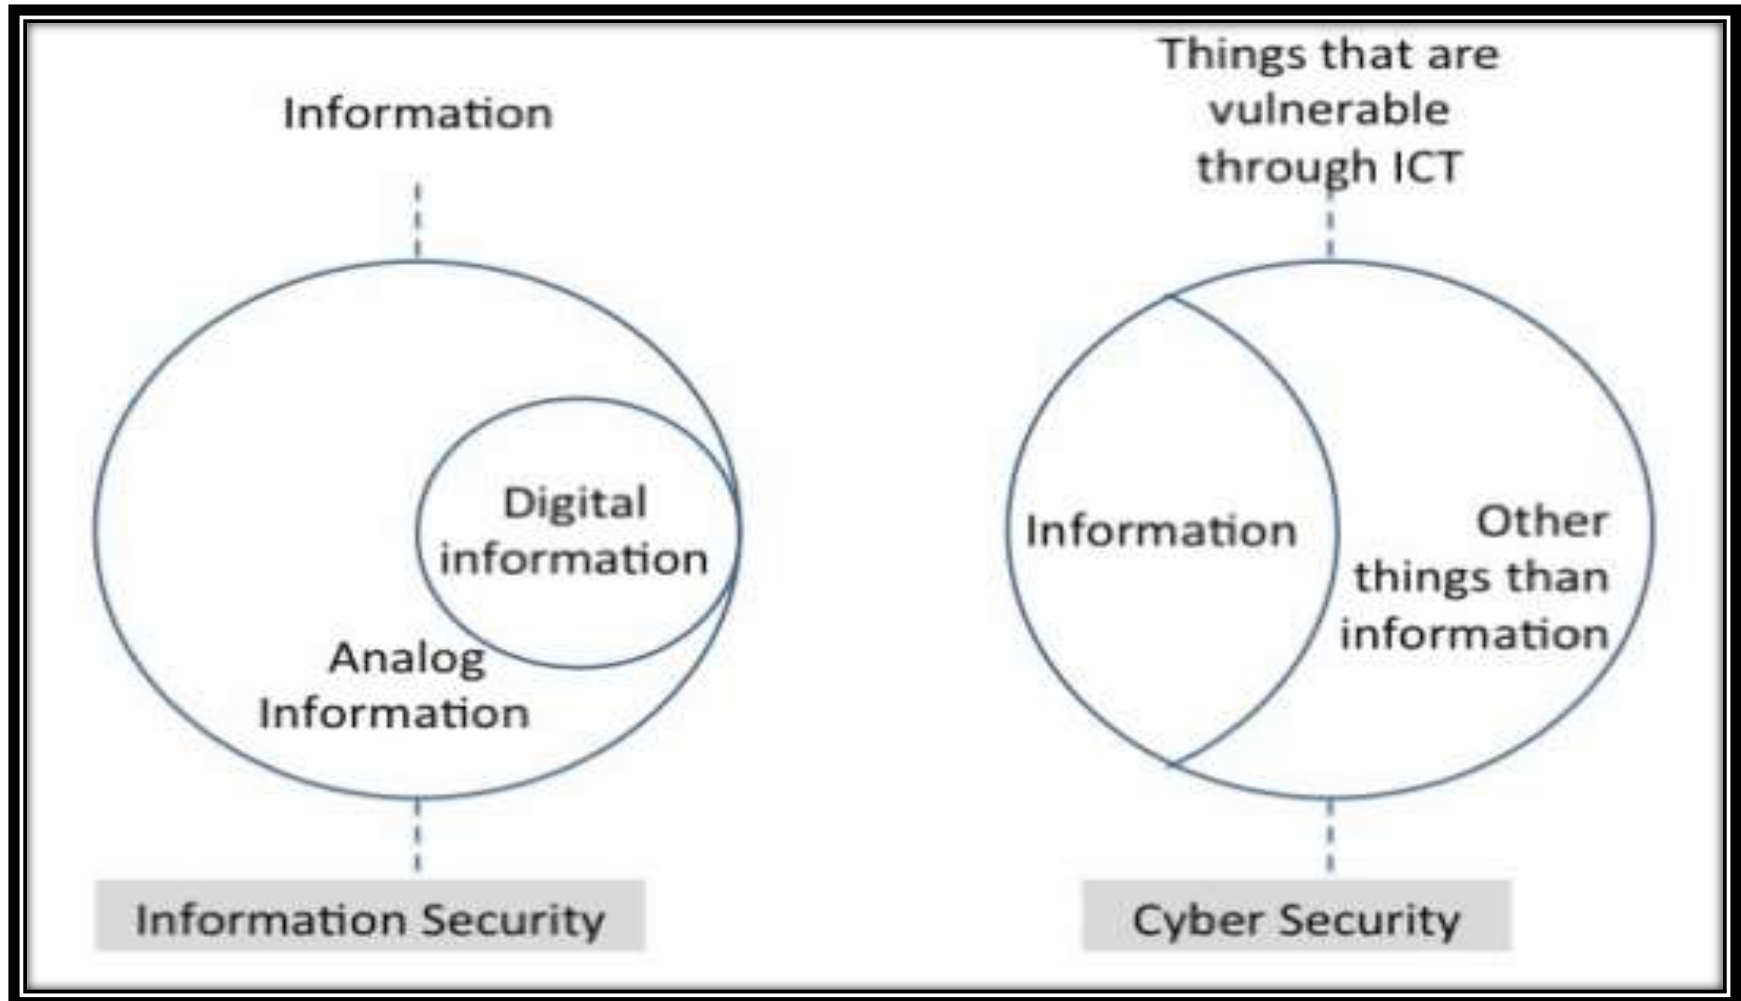 Information
Digital
information
Analog
Information
Information Security
Things that are
vulnerable
through ICT
Information
Other
things than
information
Cyber Security